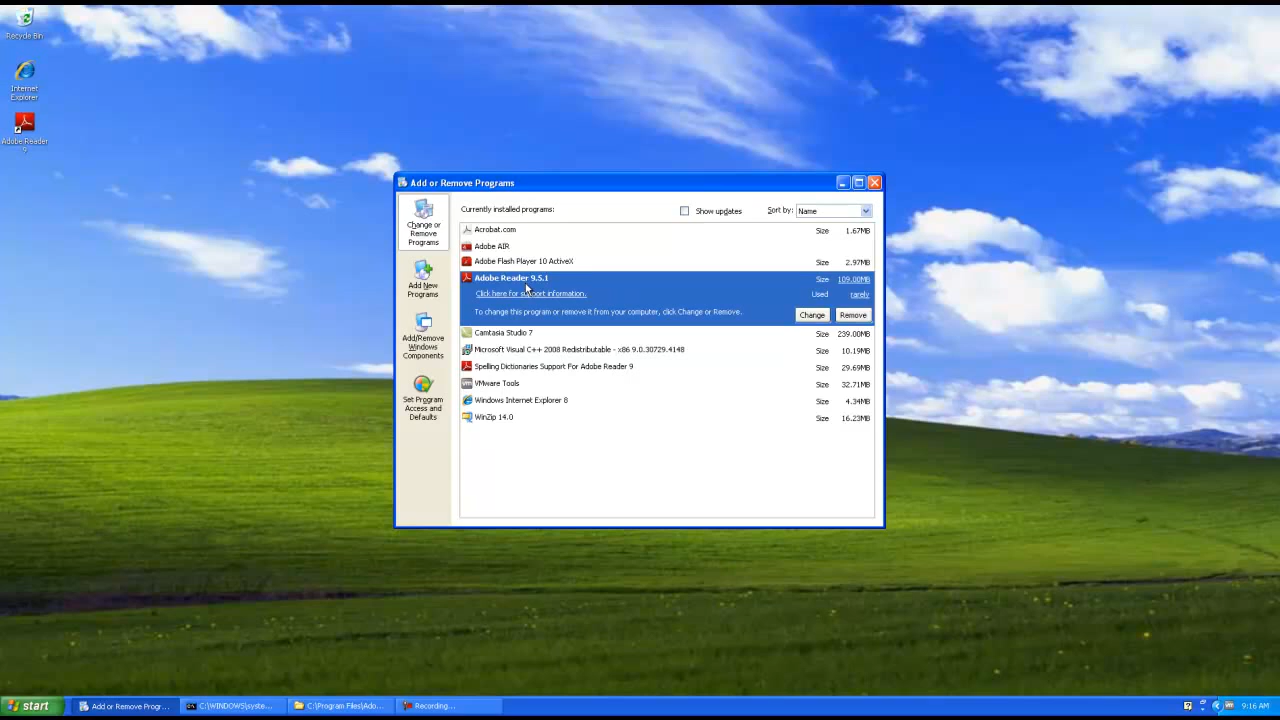 Recycle Bin
Internet
Explorer
Adobe Reader
9
Add or Remove Programs
Change or
Remove
Programs
Add New
Programs
Add/Remove
Windows
Components
Set Program
Access and
Defaults
Currently installed programs:
Show updates
Sort by: Name
Acrobat.com Size 1.67MB
Adobe AIR
Adobe Flash Player 10 ActiveX Size 2.97MB
Adobe Reader 9.5.1 Size 109.00MB
Click here for support information. Used rarely
To change this program or remove it from your computer, click Change or Remove. Change Remove
Camtasia Studio 7 Size 239.00MB
Microsoft Visual C++ 2008 Redistributable - x86 9.0.30729.4148 Size 10.19MB
Spelling Dictionaries Support For Adobe Reader 9 Size 29.69MB
VMware Tools Size 32.71MB
Windows Internet Explorer 8 Size 4.34MB
WinZip 14.0 Size 16.23MB
start Add or Remove Progr... C:\WINDOWS\syste... C:\Program Files\Ado... Recording... 9:16 AM